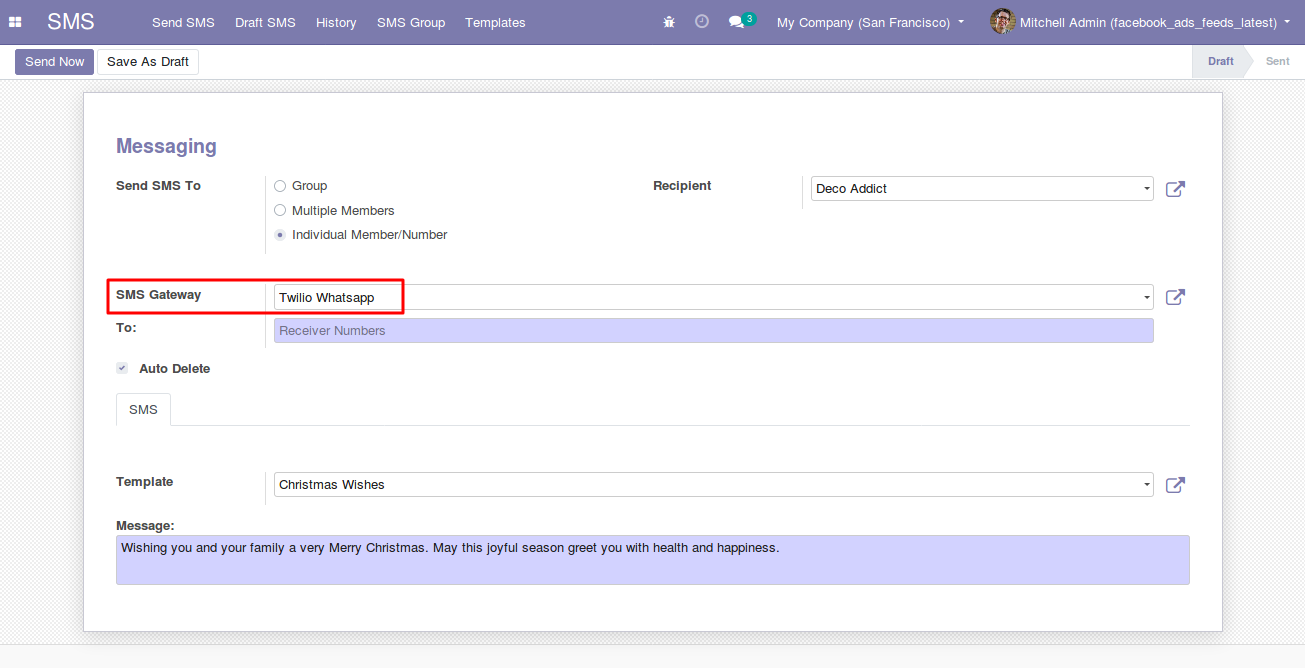 SMS Send SMS Draft SMS History SMS Group Templates 3 My Company (San Francisco) Mitchell Admin (facebook_ads_feeds_latest)
Send Now Save As Draft Draft Sent
Messaging
Send SMS To Group Recipient Deco Addict
Multiple Members
Individual Member/Number
SMS Gateway Twilio Whatsapp
To: Receiver Numbers
Auto Delete
SMS
Template Christmas Wishes
Message:
Wishing you and your family a very Merry Christmas. May this joyful season greet you with health and happiness.